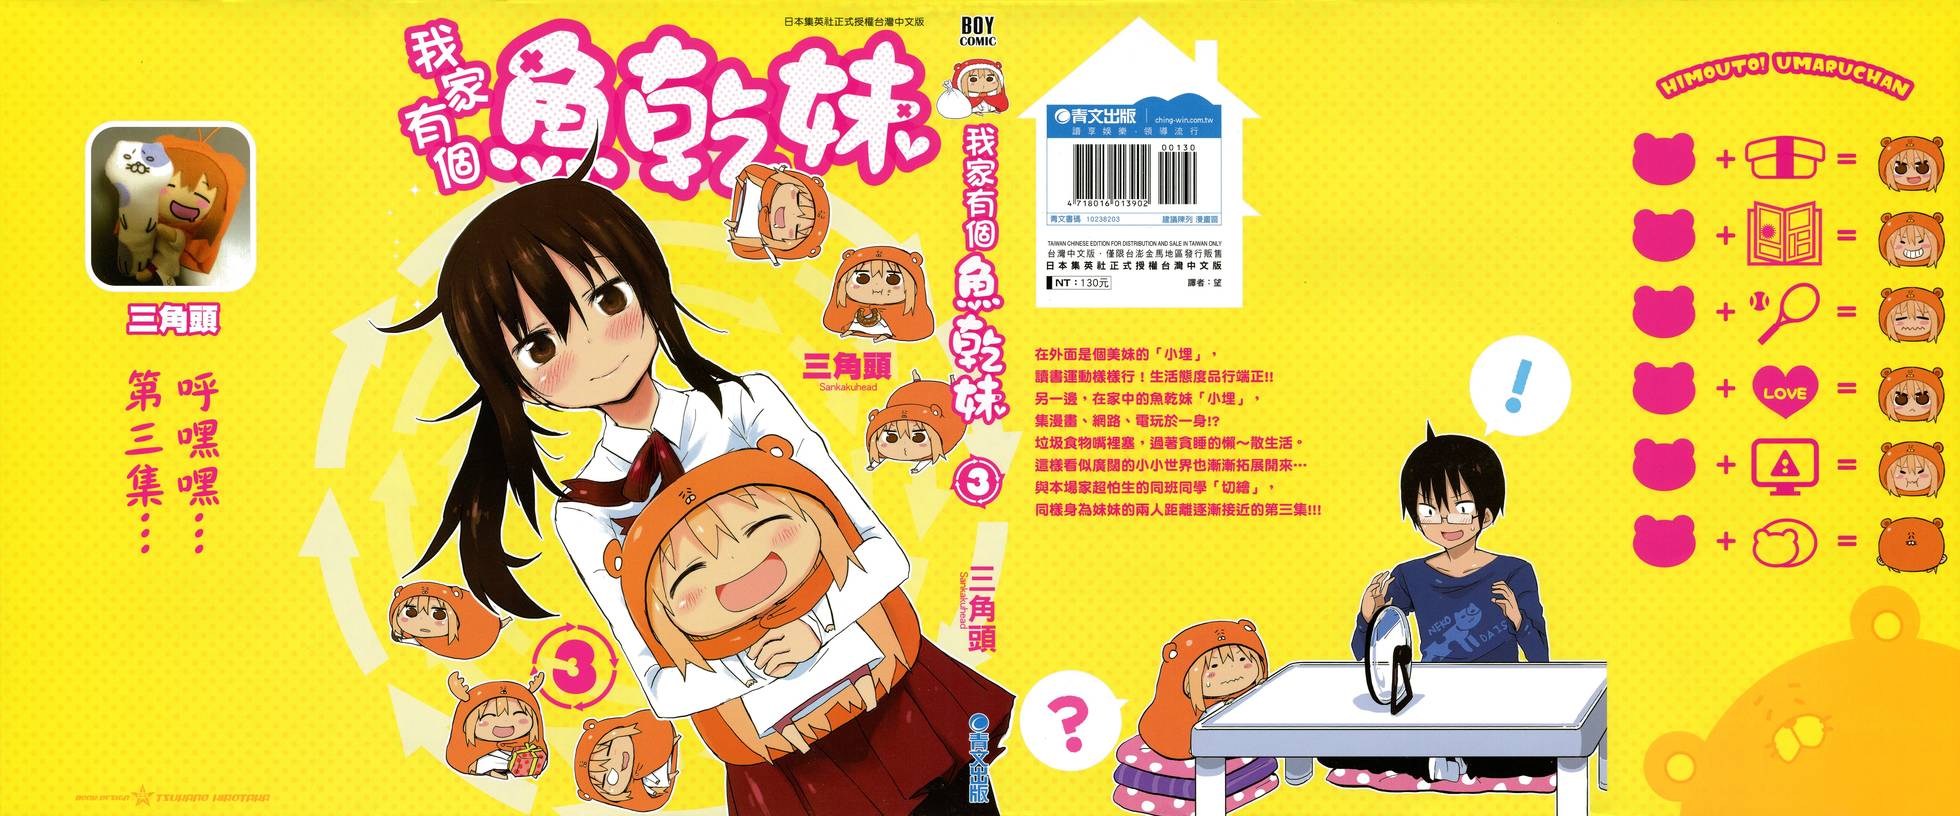 三角頭
呼嘿嘿…
第三集…
BOOK DESIGN TSUKANO HIROTAKA
日本集英社正式授權台灣中文版
我家有個
魚乾妹
三角頭
Sankakuhead
3
BOY
COMIC
我家有個魚乾妹
3
三角頭
Sankakuhead
青文出版
青文出版 ching-win.com.tw
讀享娛樂・領導流行
00130
4 718016 013902
青文書碼 10238203 建議陳列 漫畫區
TAIWAN CHINESE EDITION FOR DISTRIBUTION AND SALE IN TAIWAN ONLY
台灣中文版・僅限台澎金馬地區發行販售
日本集英社正式授權台灣中文版
NT：130元 譯者：望
在外面是個美妹的「小埋」，
讀書運動樣樣行！生活態度品行端正!!
另一邊，在家中的魚乾妹「小埋」，
集漫畫、網路、電玩於一身!?
垃圾食物嘴裡塞，過著貪睡的懶～散生活。
這樣看似廣闊的小小世界也漸漸拓展開來…
與本場家超怕生的同班同學「切繪」，
同樣身為妹妹的兩人距離逐漸接近的第三集!!!
!
?
NEKO
DAIS
HIMOUTO! UMARUCHAN
+ =
+ =
+ =
+ LOVE =
+ =
+ =